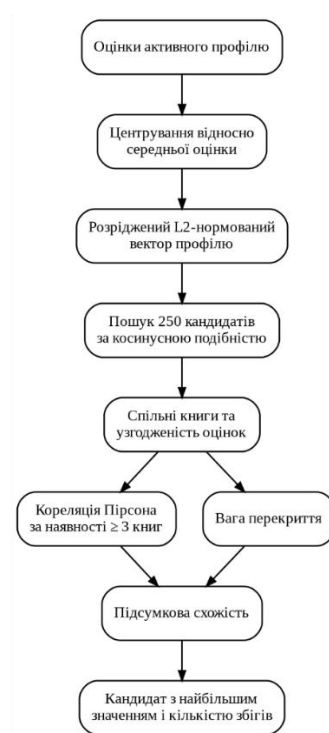 Оцінки активного профілю
Центрування відносно
середньої оцінки
Розріджений L2-нормований
вектор профілю
Пошук 250 кандидатів
за косинусною подібністю
Спільні книги та
узгодженість оцінок
Кореляція Пірсона
за наявності ≥ 3 книг
Вага перекриття
Підсумкова схожість
Кандидат з найбільшим
значенням і кількістю збігів